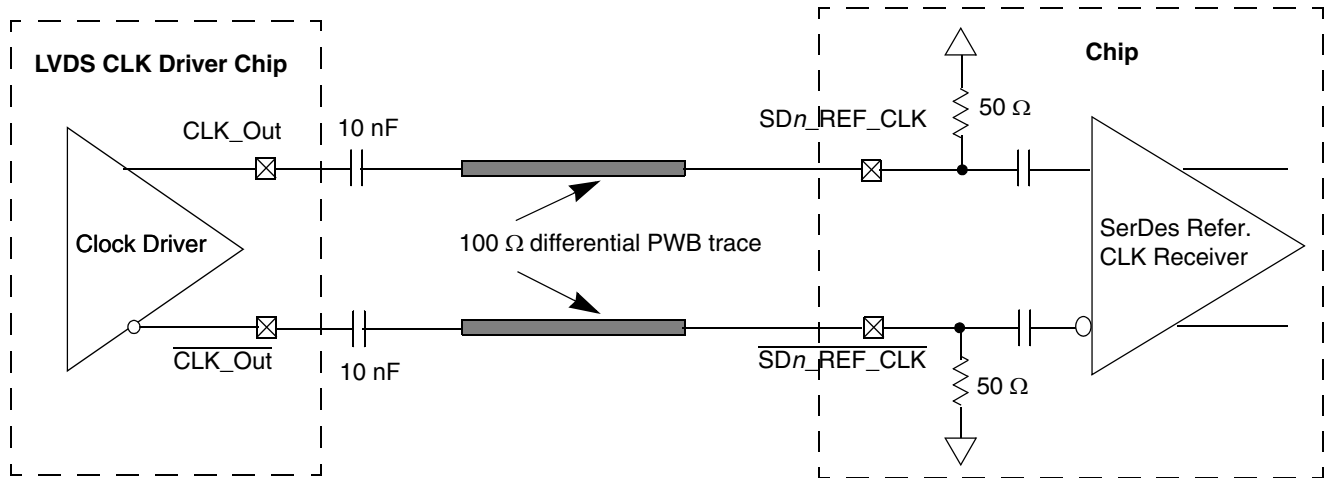 LVDS CLK Driver Chip
Chip
CLK_Out
10 nF
SDn_REF_CLK
50 Ω
Clock Driver
100 Ω differential PWB trace
SerDes Refer.
CLK Receiver
CLK_Out
10 nF
SDn_REF_CLK
50 Ω